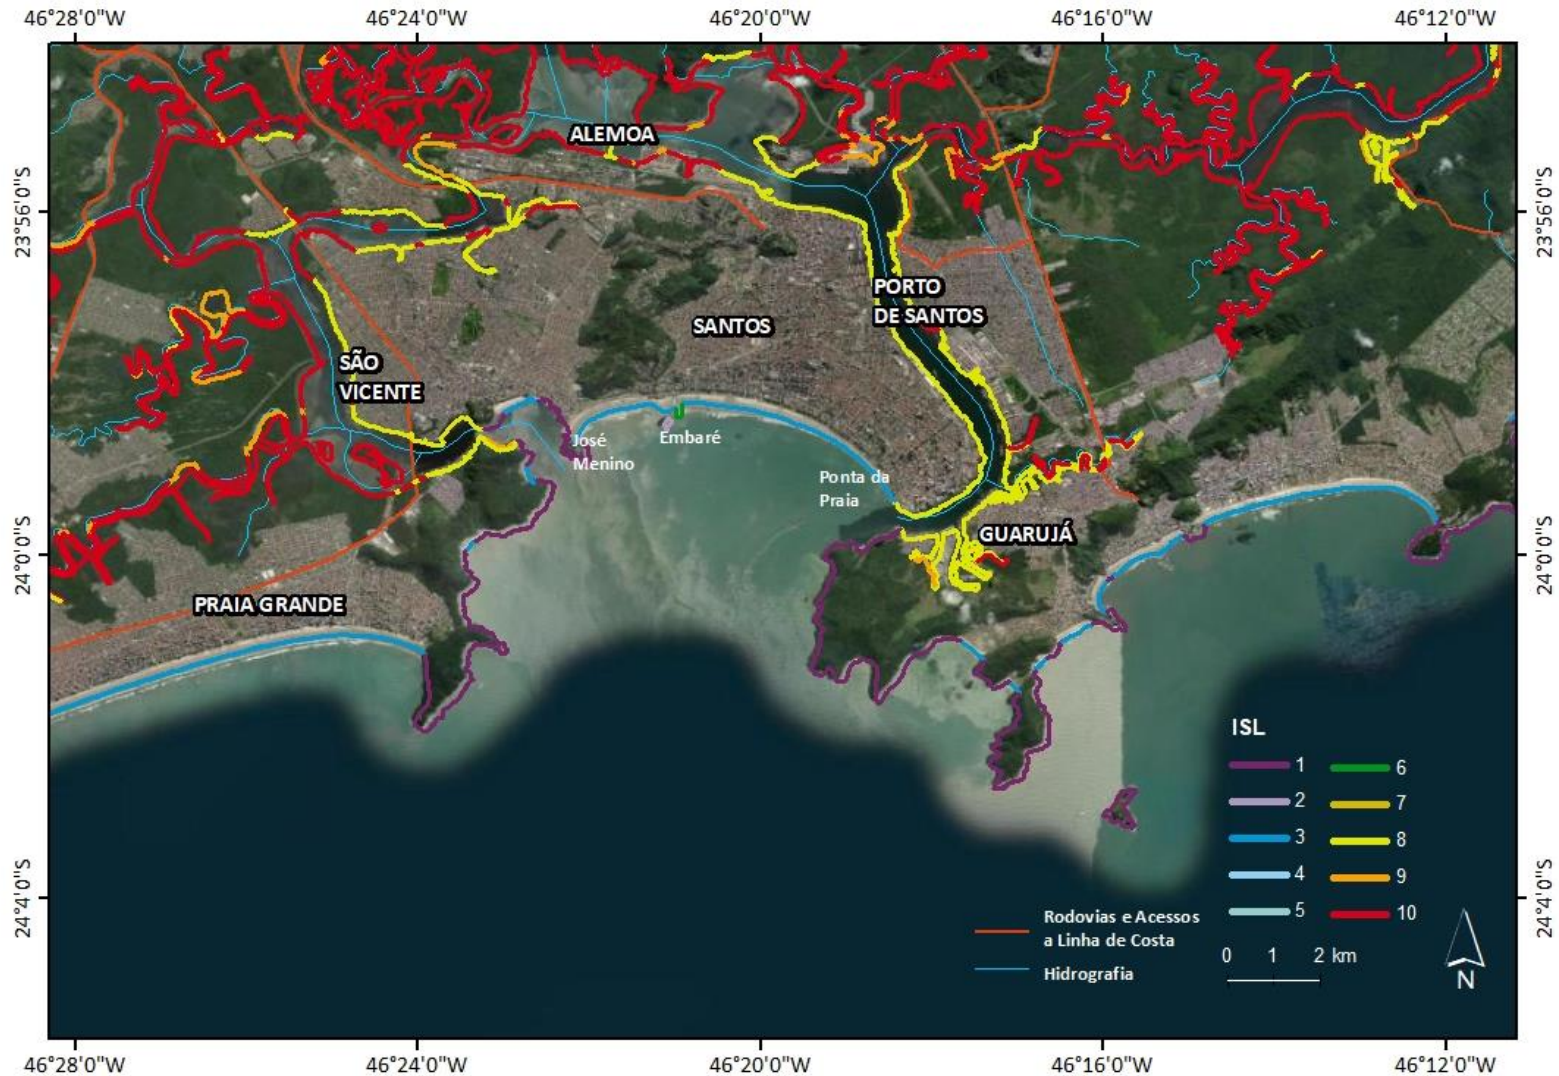 46°28'0"W 46°24'0"W 46°20'0"W 46°16'0"W 46°12'0"W
23°56'0"S
23°56'0"S
ALEMOA
PORTO
DE SANTOS
SANTOS
SÃO
VICENTE
José
Menino
Embaré
Ponta da
Praia
GUARUJÁ
24°0'0"S
24°0'0"S
PRAIA GRANDE
ISL
1 6
2 7
3 8
4 9
5 10
24°4'0"S
24°4'0"S
Rodovias e Acessos
a Linha de Costa
Hidrografia
0 1 2 km
N
46°28'0"W 46°24'0"W 46°20'0"W 46°16'0"W 46°12'0"W